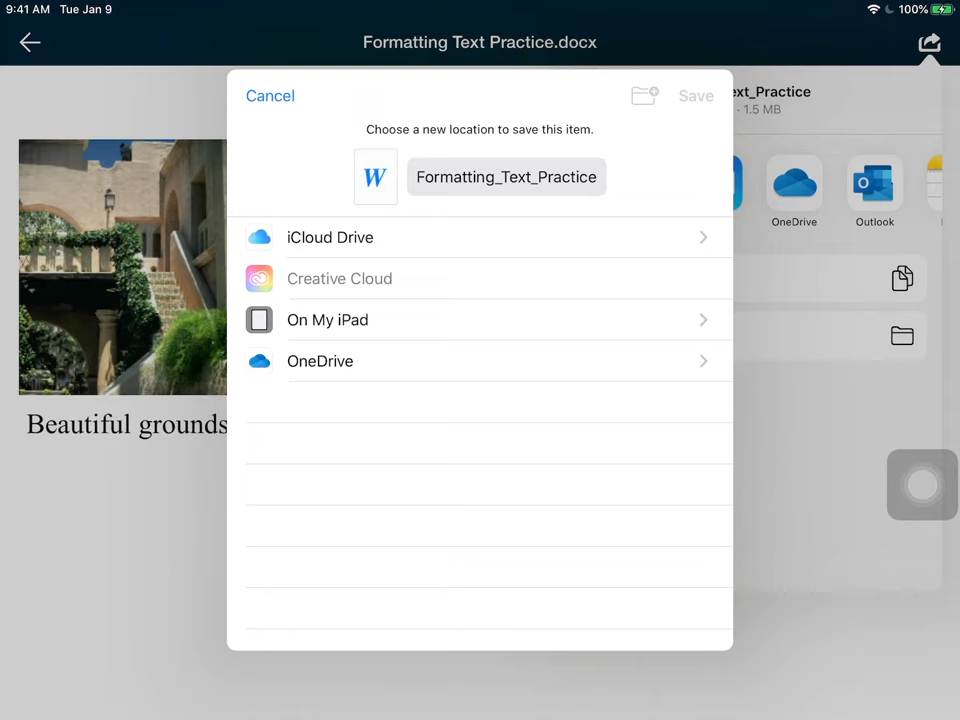 9:41 AM Tue Jan 9
100%
Formatting Text Practice.docx
Cancel
Save
Choose a new location to save this item.
W
Formatting_Text_Practice
iCloud Drive
Creative Cloud
On My iPad
OneDrive
ext_Practice
· 1.5 MB
OneDrive
Outlook
Beautiful grounds